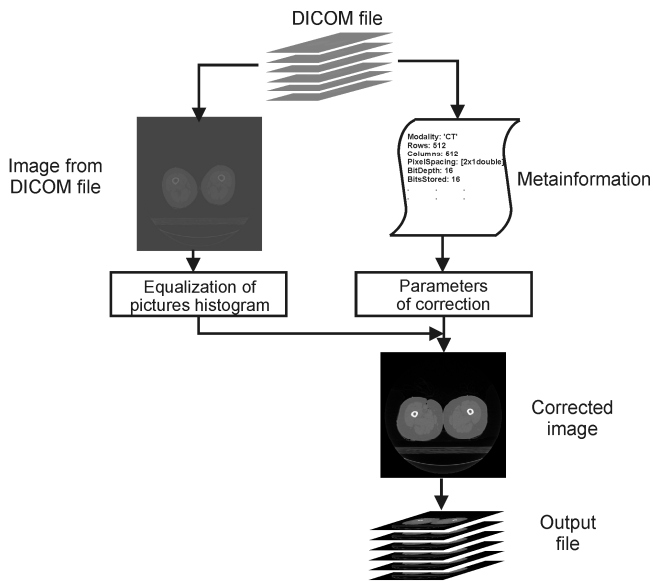 DICOM file
Image from
DICOM file
Modality: 'CT'
Rows: 512
Columns: 512
PixelSpacing: [2x1double]
BitDepth: 16
BitsStored: 16
. . .
. . .
Metainformation
Equalization of
pictures histogram
Parameters
of correction
Corrected
image
Output
file